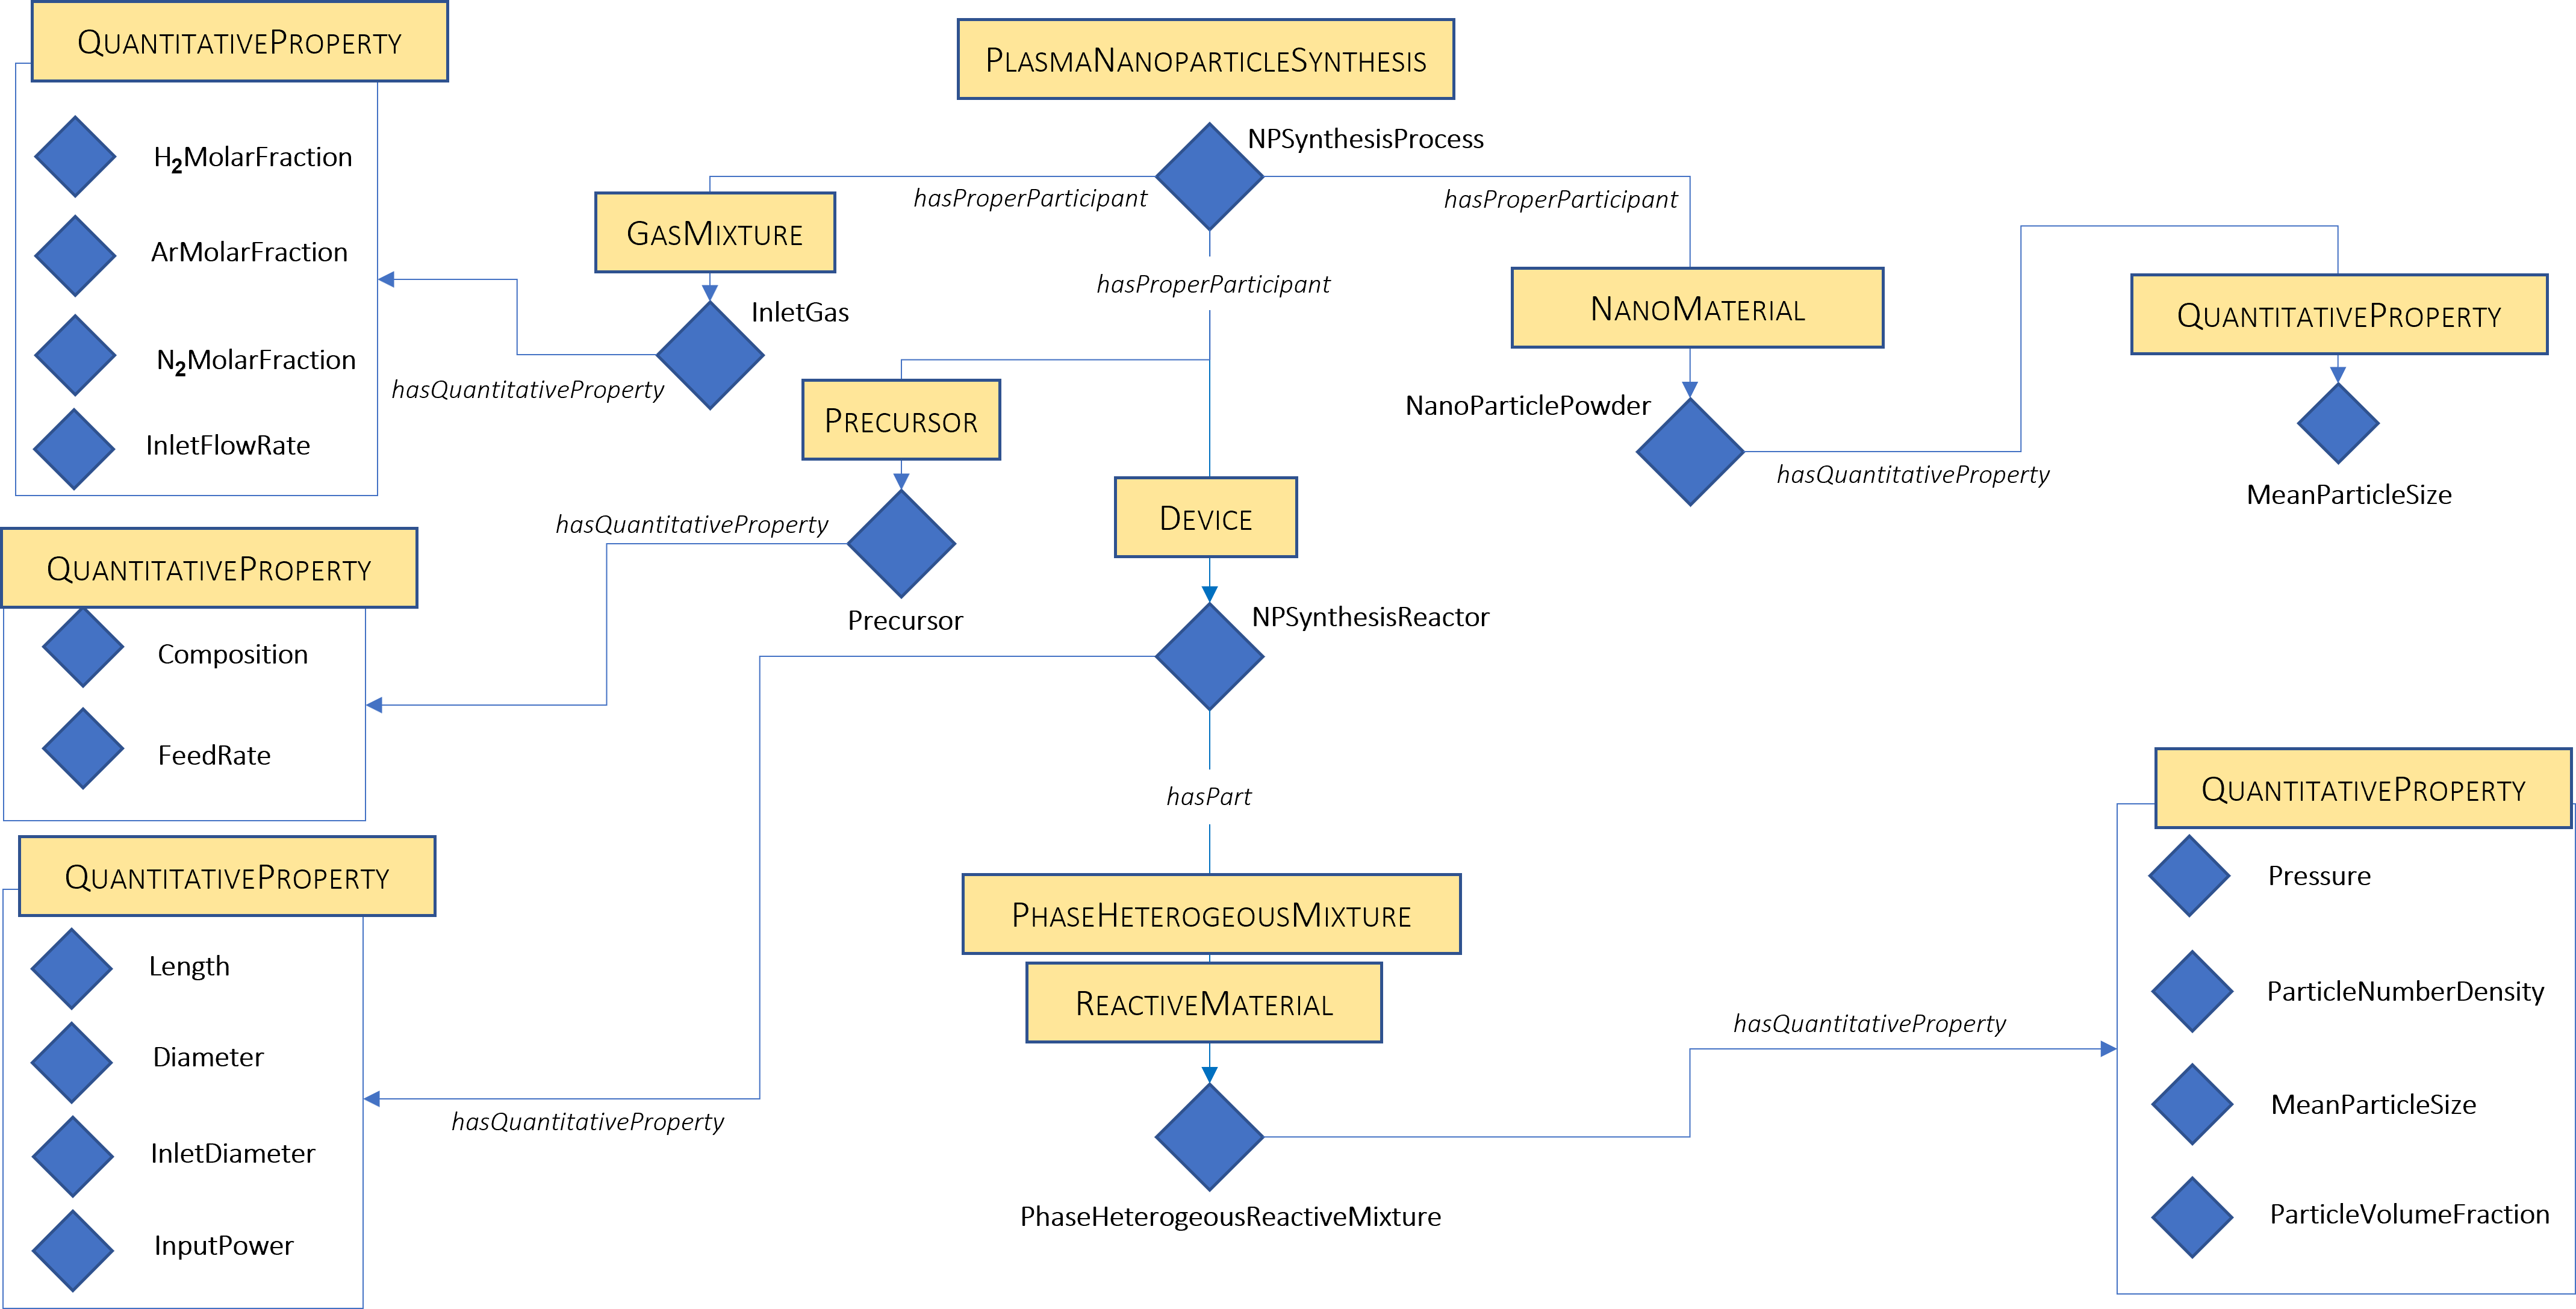 QUANTITATIVEPROPERTY
H₂MolarFraction
ArMolarFraction
N₂MolarFraction
InletFlowRate
PLASMANANOPARTICLESYNTHESIS
NPSynthesisProcess
hasProperParticipant
hasProperParticipant
hasProperParticipant
GASMIXTURE
InletGas
hasQuantitativeProperty
NANOMATERIAL
NanoParticlePowder
hasQuantitativeProperty
QUANTITATIVEPROPERTY
MeanParticleSize
PRECURSOR
hasQuantitativeProperty
Precursor
DEVICE
NPSynthesisReactor
QUANTITATIVEPROPERTY
Composition
FeedRate
hasPart
QUANTITATIVEPROPERTY
Length
Diameter
InletDiameter
InputPower
hasQuantitativeProperty
PHASEHETEROGEOUSMIXTURE
REACTIVEMATERIAL
PhaseHeterogeousReactiveMixture
hasQuantitativeProperty
QUANTITATIVEPROPERTY
Pressure
ParticleNumberDensity
MeanParticleSize
ParticleVolumeFraction